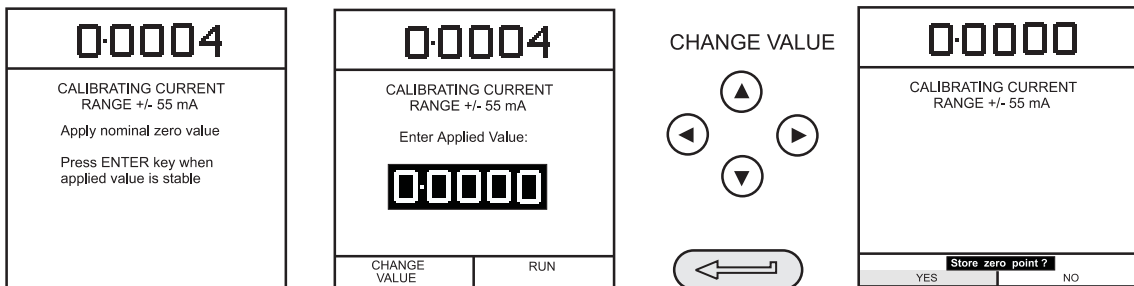 0.0004
CALIBRATING CURRENT
RANGE +/- 55 mA
Apply nominal zero value
Press ENTER key when
applied value is stable
0.0004
CALIBRATING CURRENT
RANGE +/- 55 mA
Enter Applied Value:
0.0000
CHANGE
VALUE
RUN
CHANGE VALUE
0.0000
CALIBRATING CURRENT
RANGE +/- 55 mA
Store zero point ?
YES
NO